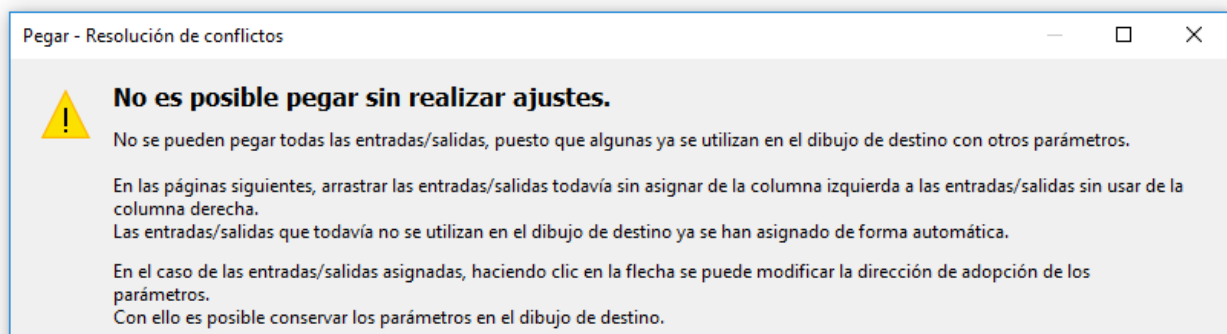 Pegar - Resolución de conflictos
No es posible pegar sin realizar ajustes.
No se pueden pegar todas las entradas/salidas, puesto que algunas ya se utilizan en el dibujo de destino con otros parámetros.
En las páginas siguientes, arrastrar las entradas/salidas todavía sin asignar de la columna izquierda a las entradas/salidas sin usar de la
columna derecha.
Las entradas/salidas que todavía no se utilizan en el dibujo de destino ya se han asignado de forma automática.
En el caso de las entradas/salidas asignadas, haciendo clic en la flecha se puede modificar la dirección de adopción de los
parámetros.
Con ello es posible conservar los parámetros en el dibujo de destino.